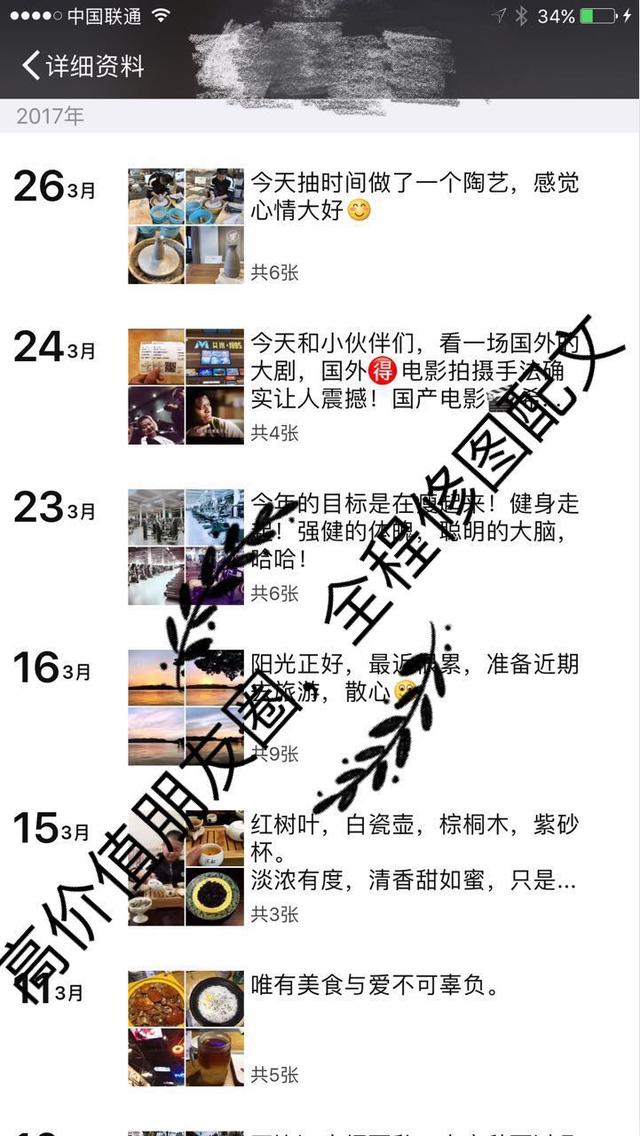 中国联通
34%
详细资料
2017年
26 3月
今天抽时间做了一个陶艺，感觉
心情大好😊
共6张
24 3月
今天和小伙伴们，看一场国外的
大剧，国外🉐电影拍摄手法确
实让人震撼！国产电影🎬希...
共4张
23 3月
今年的目标是在瘦起来！健身走
起！强健的体魄，聪明的大脑，
哈哈！
共6张
16 3月
阳光正好，最近很累，准备近期
去旅游，散心
共9张
15 3月
红树叶，白瓷壶，棕桐木，紫砂
杯。
淡浓有度，清香甜如蜜，只是...
共3张
11 3月
唯有美食与爱不可辜负。
共5张
高价值朋友圈 全程修图配文